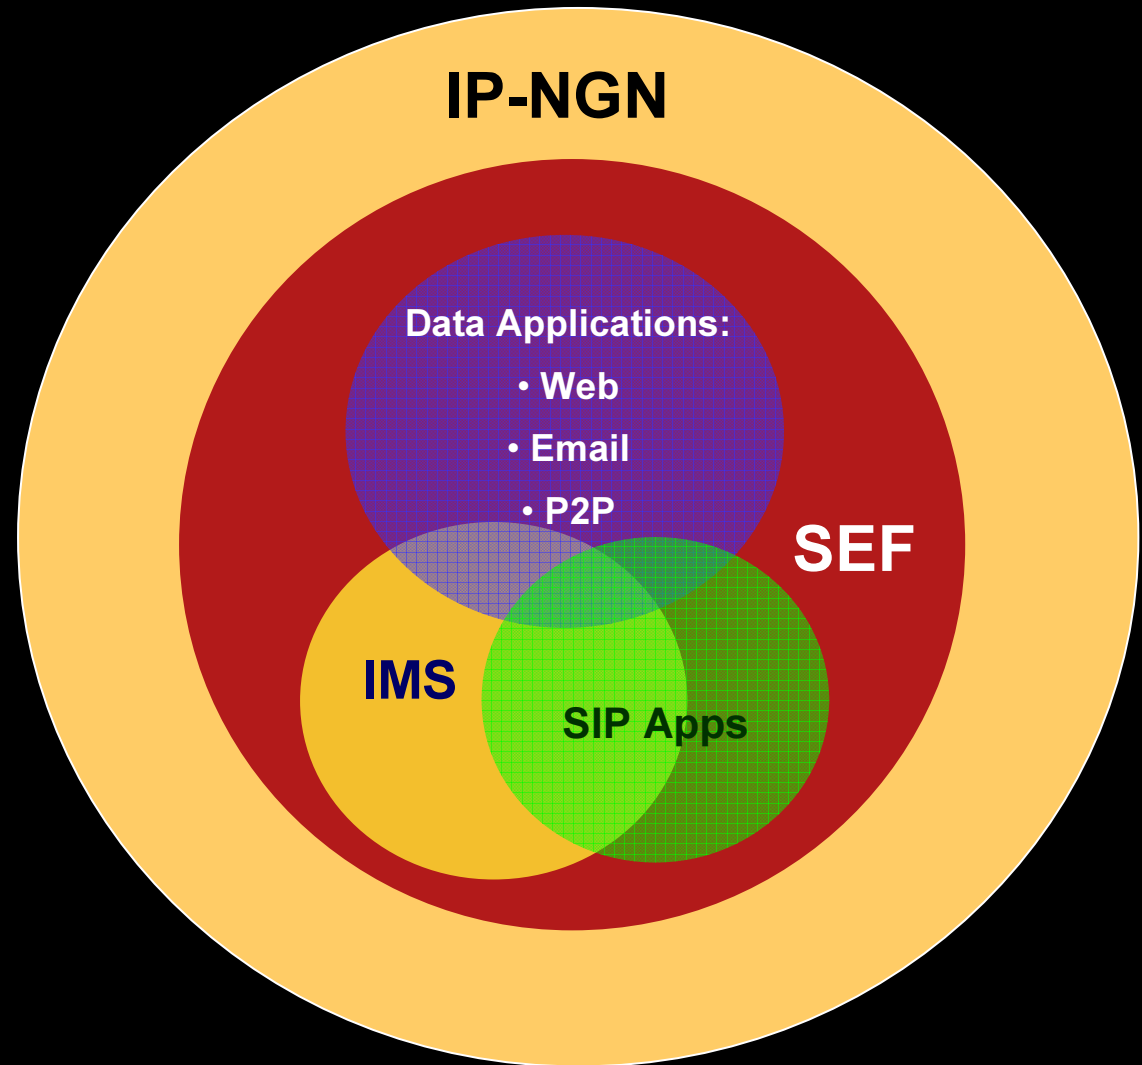 IP-NGN
Data Applications:
• Web
• Email
• P2P
SEF
IMS
SIP Apps